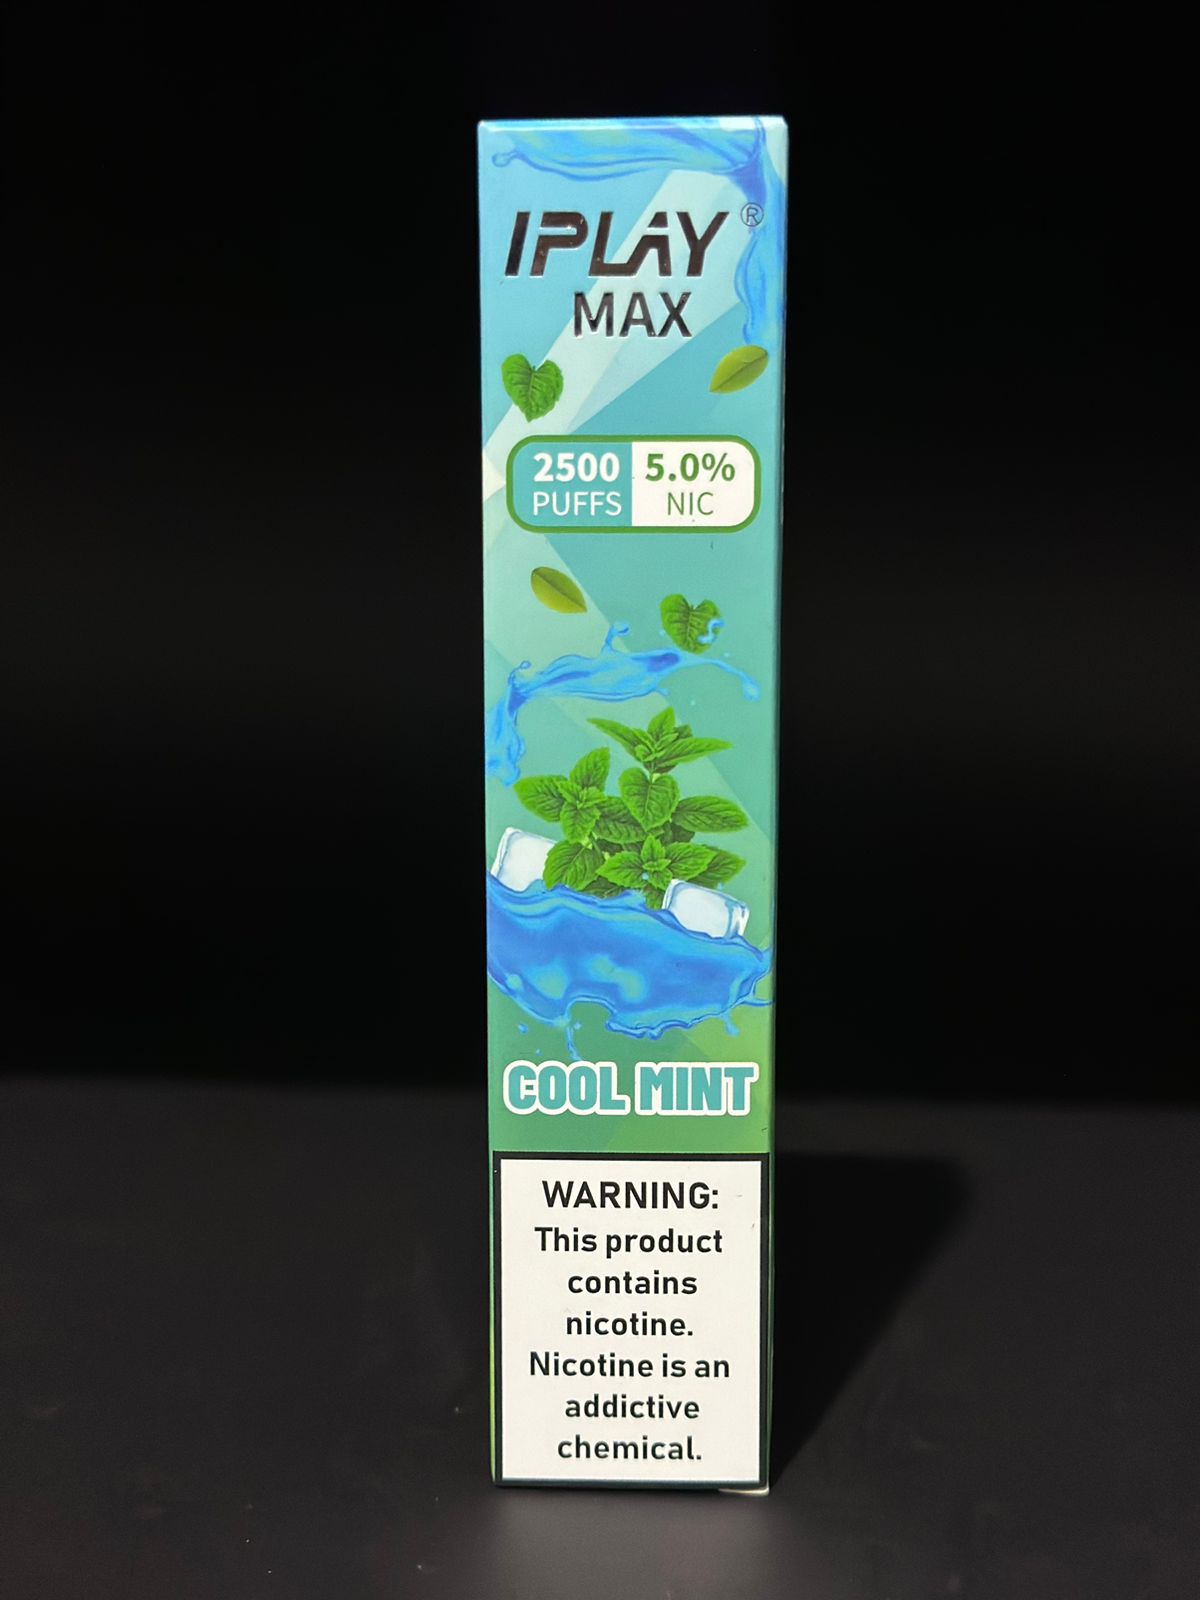 IPLAY®
MAX
2500 5.0%
PUFFS NIC
COOL MINT
WARNING:
This product
contains
nicotine.
Nicotine is an
addictive
chemical.